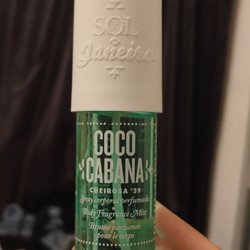 SOL
de
Janeiro
COCO
CABANA
CHEIROSA '39
Spray corporal perfumado
Body Fragrance Mist
Brume parfumée
pour le corps